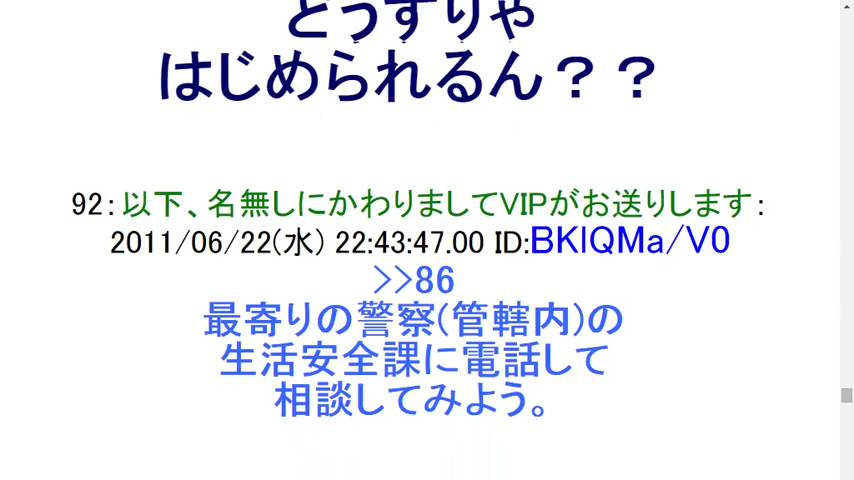 どうすりゃ
はじめられるん？？
92：以下、名無しにかわりましてVIPがお送りします：
2011/06/22(水) 22:43:47.00 ID:BKlQMa/V0
>>86
最寄りの警察(管轄内)の
生活安全課に電話して
相談してみよう。